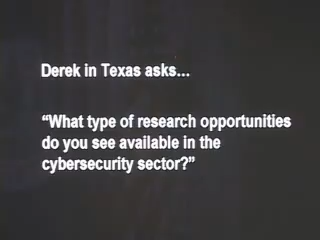 Derek in Texas asks...
“What type of research opportunities
do you see available in the
cybersecurity sector?”